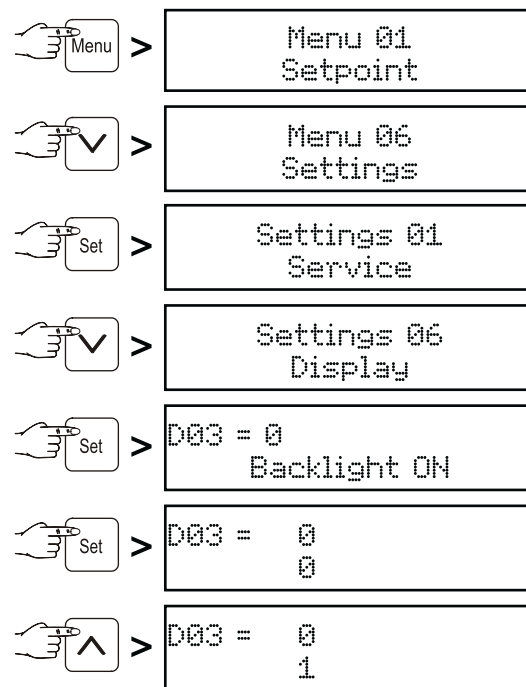 Menu > Menu 01
Setpoint
> Menu 06
Settings
Set > Settings 01
Service
> Settings 06
Display
Set > D03 = 0
Backlight ON
Set > D03 = 0
0
> D03 = 0
1